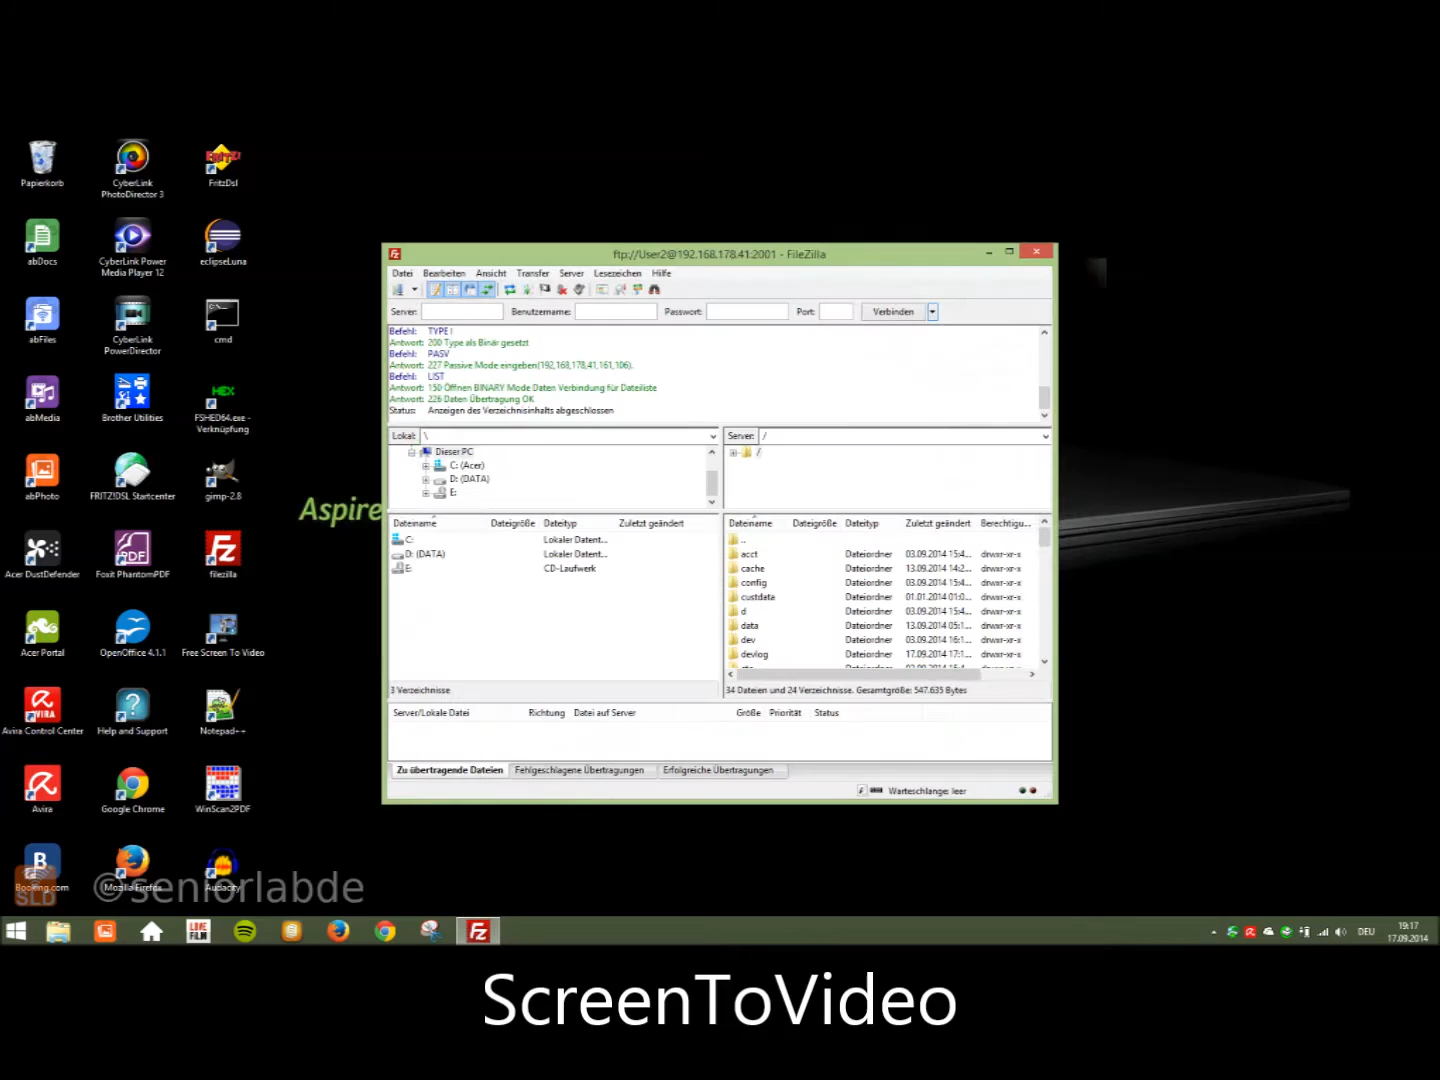 Papierkorb
CyberLink PhotoDirector 3
FritzDsl
abDocs
CyberLink Power Media Player 12
eclipseLuna
abFiles
CyberLink PowerDirector
cmd
abMedia
Brother Utilities
HEX
FSHED64.exe - Verknüpfung
abPhoto
FRITZ!DSL Startcenter
gimp-2.8
Acer DustDefender
Foxit PhantomPDF
filezilla
Acer Portal
OpenOffice 4.1.1
Free Screen To Video
Avira Control Center
Help and Support
Notepad++
Avira
Google Chrome
WinScan2PDF
Booking.com
Mozilla Firefox
Audacity
SLD
©seniorlabde
Aspire
ftp://User2@192.168.178.41:2001 - FileZilla
Datei Bearbeiten Ansicht Transfer Server Lesezeichen Hilfe
Server: Benutzername: Passwort: Port: Verbinden
Befehl: TYPE I
Antwort: 200 Type als Binär gesetzt
Befehl: PASV
Antwort: 227 Passive Mode eingeben(192,168,178,41,161,106).
Befehl: LIST
Antwort: 150 Öffnen BINARY Mode Daten Verbindung für Dateiliste
Antwort: 226 Daten Übertragung OK
Status: Anzeigen des Verzeichnisinhalts abgeschlossen
Lokal: \
Dieser PC
C: (Acer)
D: (DATA)
E:
Server: /
/
Dateiname Dateigröße Dateityp Zuletzt geändert
C: Lokaler Datent...
D: (DATA) Lokaler Datent...
E: CD-Laufwerk
3 Verzeichnisse
Dateiname Dateigröße Dateityp Zuletzt geändert Berechtigu...
..
acct Dateiordner 03.09.2014 15:4... drwxr-xr-x
cache Dateiordner 13.09.2014 14:2... drwxr-xr-x
config Dateiordner 03.09.2014 15:4... drwxr-xr-x
custdata Dateiordner 01.01.2014 01:0... drwxr-xr-x
d Dateiordner 03.09.2014 15:4... drwxr-xr-x
data Dateiordner 13.09.2014 05:1... drwxr-xr-x
dev Dateiordner 03.09.2014 16:1... drwxr-xr-x
devlog Dateiordner 17.09.2014 17:1... drwxr-xr-x
34 Dateien und 24 Verzeichnisse. Gesamtgröße: 547.635 Bytes
Server/Lokale Datei Richtung Datei auf Server Größe Priorität Status
Zu übertragende Dateien Fehlgeschlagene Übertragungen Erfolgreiche Übertragungen
Warteschlange: leer
LOVE FiLM
DEU
19:17
17.09.2014
ScreenToVideo